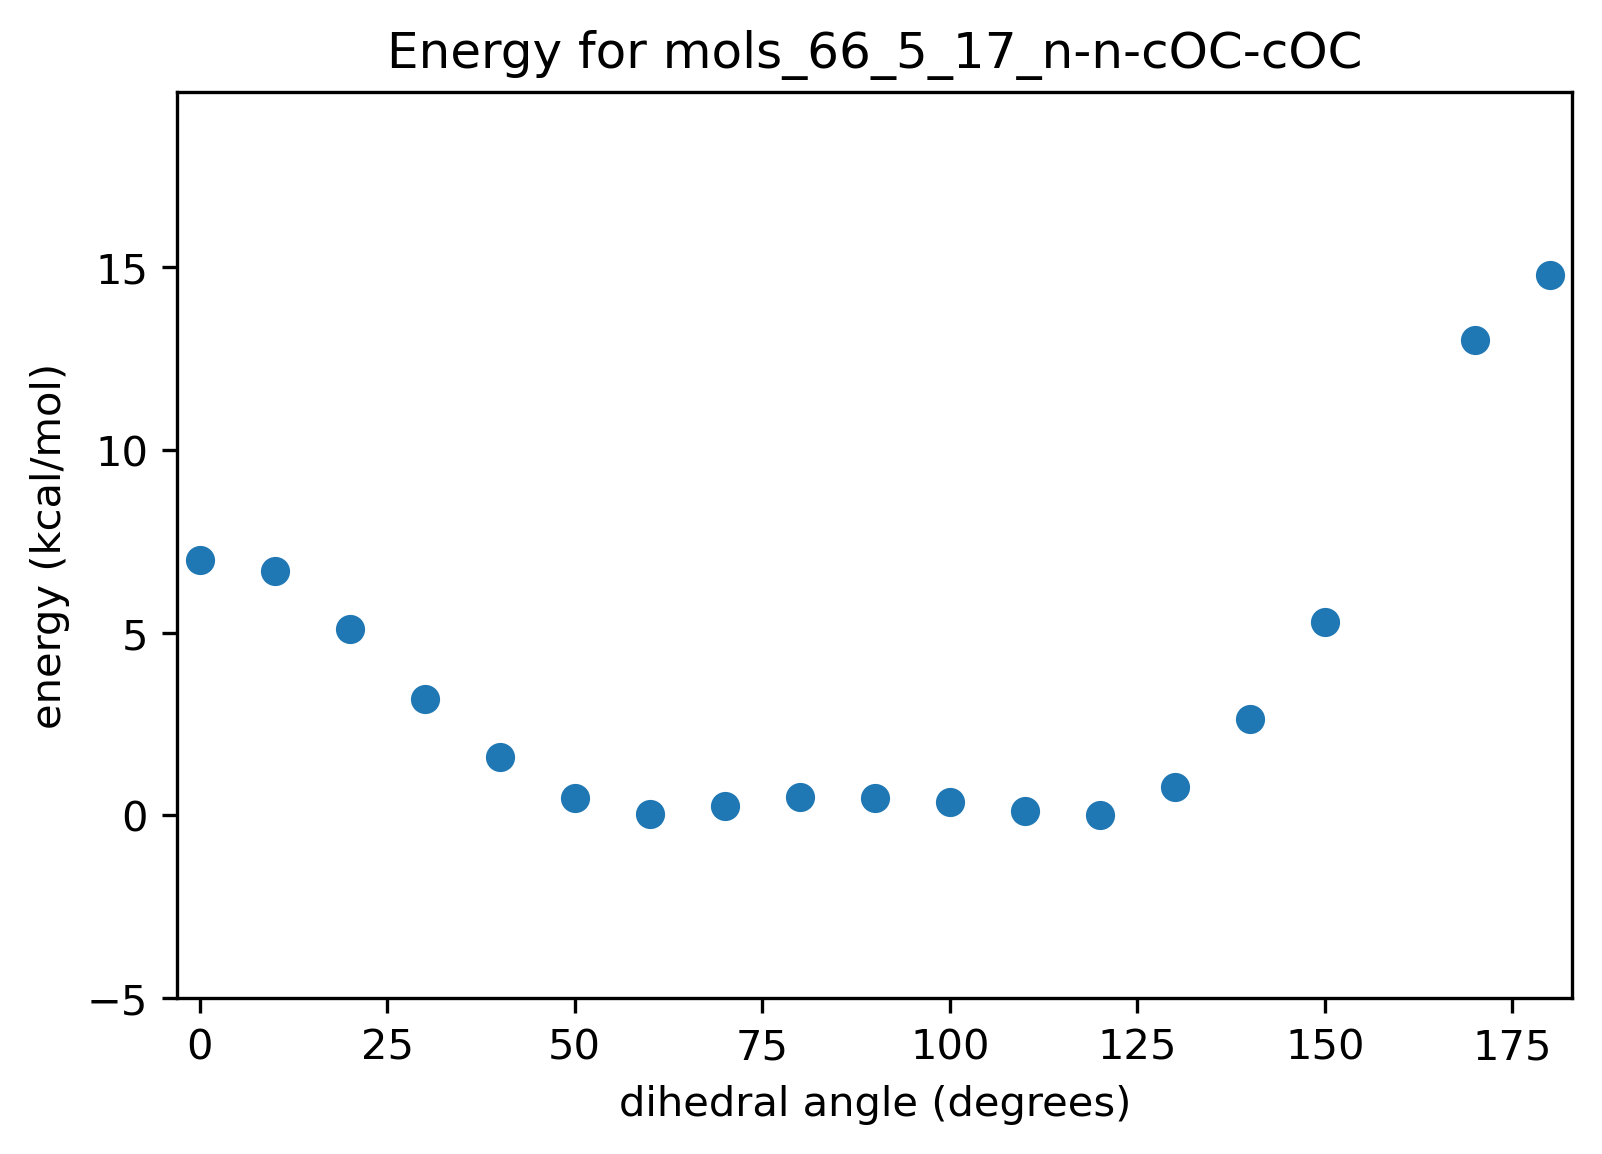 Energy for mols_66_5_17_n-n-cOC-cOC
energy (kcal/mol)
15
10
5
0
−5
0 25 50 75 100 125 150 175
dihedral angle (degrees)